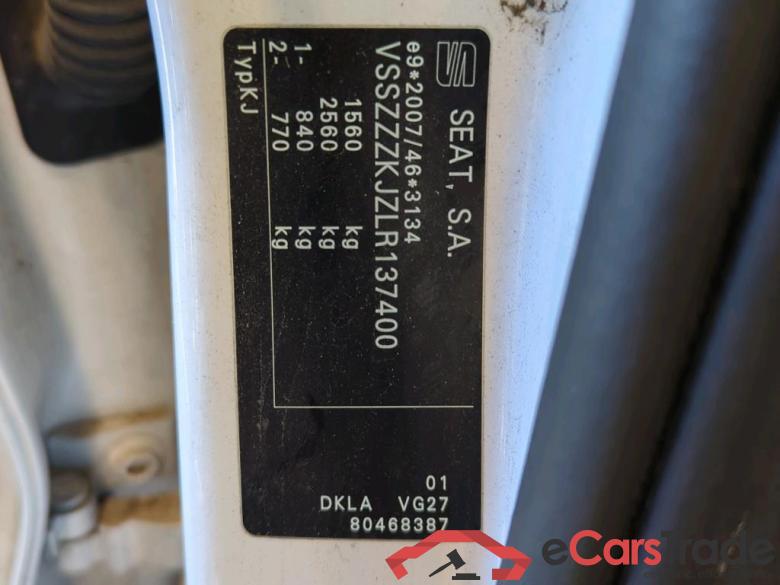 SEAT, S.A.
e9*2007/46*3134
VSSZZZKJZLR137400
1560 kg
2560 kg
1- 840 kg
2- 770 kg
TypKJ
01
DKLA VG27
80468387
eCarsTrade